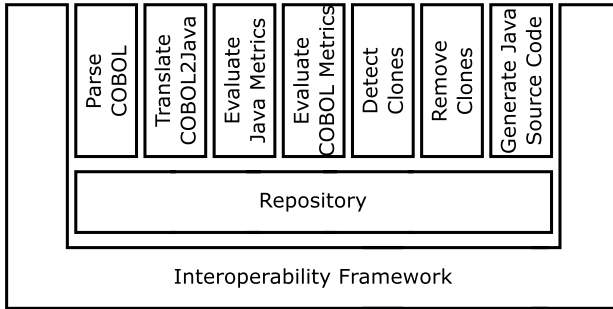 Parse
COBOL
Translate
COBOL2Java
Evaluate
Java Metrics
Evaluate
COBOL Metrics
Detect
Clones
Remove
Clones
Generate Java
Source Code
Repository
Interoperability Framework